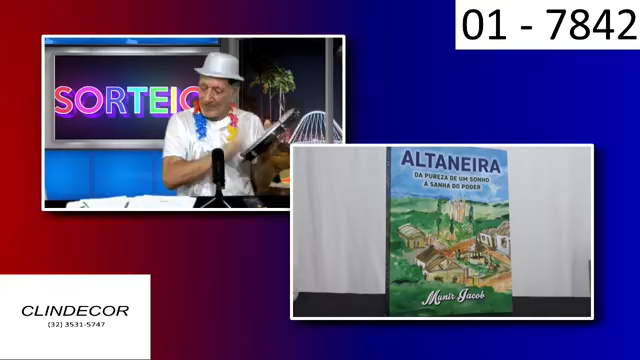 01 - 7842
SORTEIO
ALTANEIRA
DA PUREZA DE UM SONHO
À SANHA DO PODER
Munir Jacob
CLINDECOR
(32) 3531-5747